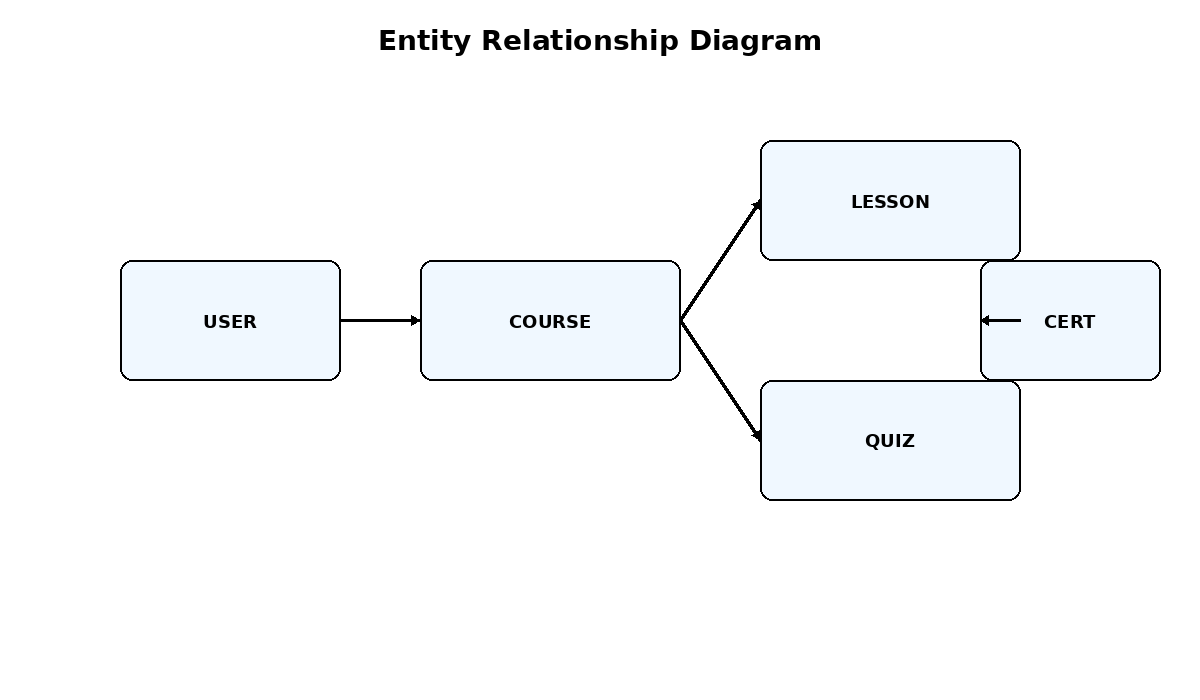 Entity Relationship Diagram
LESSON
USER
COURSE
CERT
QUIZ